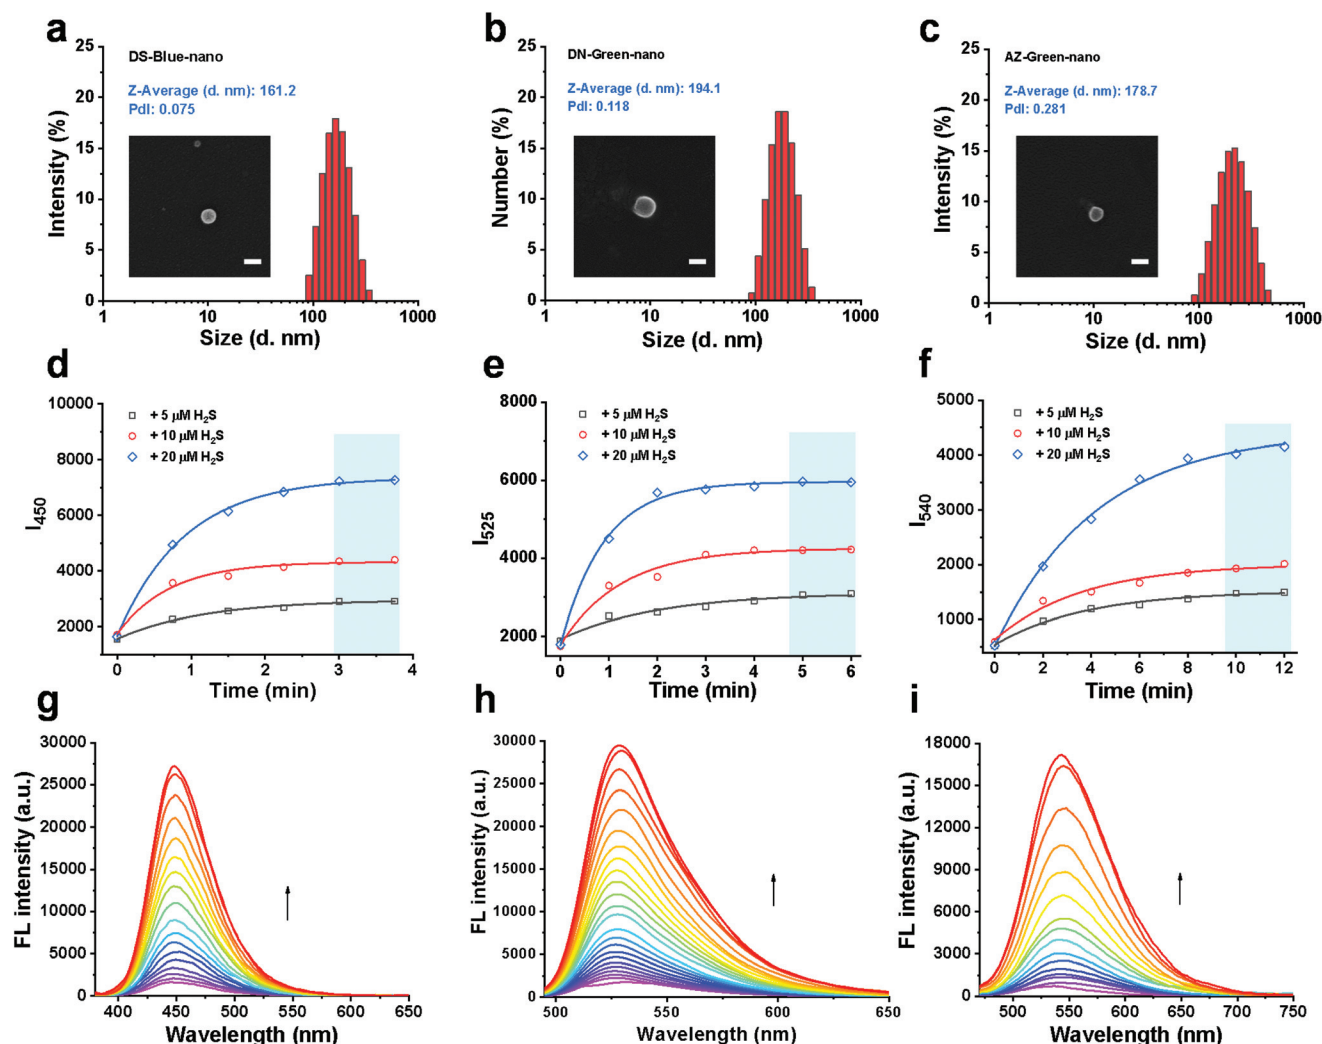 a
DS-Blue-nano
Z-Average (d. nm): 161.2
PdI: 0.075
Intensity (%)
25
20
15
10
5
0
1
10
100
1000
Size (d. nm)
b
DN-Green-nano
Z-Average (d. nm): 194.1
PdI: 0.118
Number (%)
25
20
15
10
5
0
1
10
100
1000
Size (d. nm)
c
AZ-Green-nano
Z-Average (d. nm): 178.7
PdI: 0.281
Intensity (%)
25
20
15
10
5
0
1
10
100
1000
Size (d. nm)
d
+ 5 μM H₂S
+ 10 μM H₂S
+ 20 μM H₂S
I₄₅₀
10000
8000
6000
4000
2000
0
1
2
3
4
Time (min)
e
+ 5 μM H₂S
+ 10 μM H₂S
+ 20 μM H₂S
I₅₂₅
8000
6000
4000
2000
0
1
2
3
4
5
6
Time (min)
f
+ 5 μM H₂S
+ 10 μM H₂S
+ 20 μM H₂S
I₅₄₀
5000
4000
3000
2000
1000
0
0
2
4
6
8
10
12
Time (min)
g
FL intensity (a.u.)
30000
25000
20000
15000
10000
5000
0
400
450
500
550
600
650
Wavelength (nm)
h
FL intensity (a.u.)
30000
25000
20000
15000
10000
5000
0
500
550
600
650
Wavelength (nm)
i
FL intensity (a.u.)
18000
15000
12000
9000
6000
3000
0
500
550
600
650
700
750
Wavelength (nm)